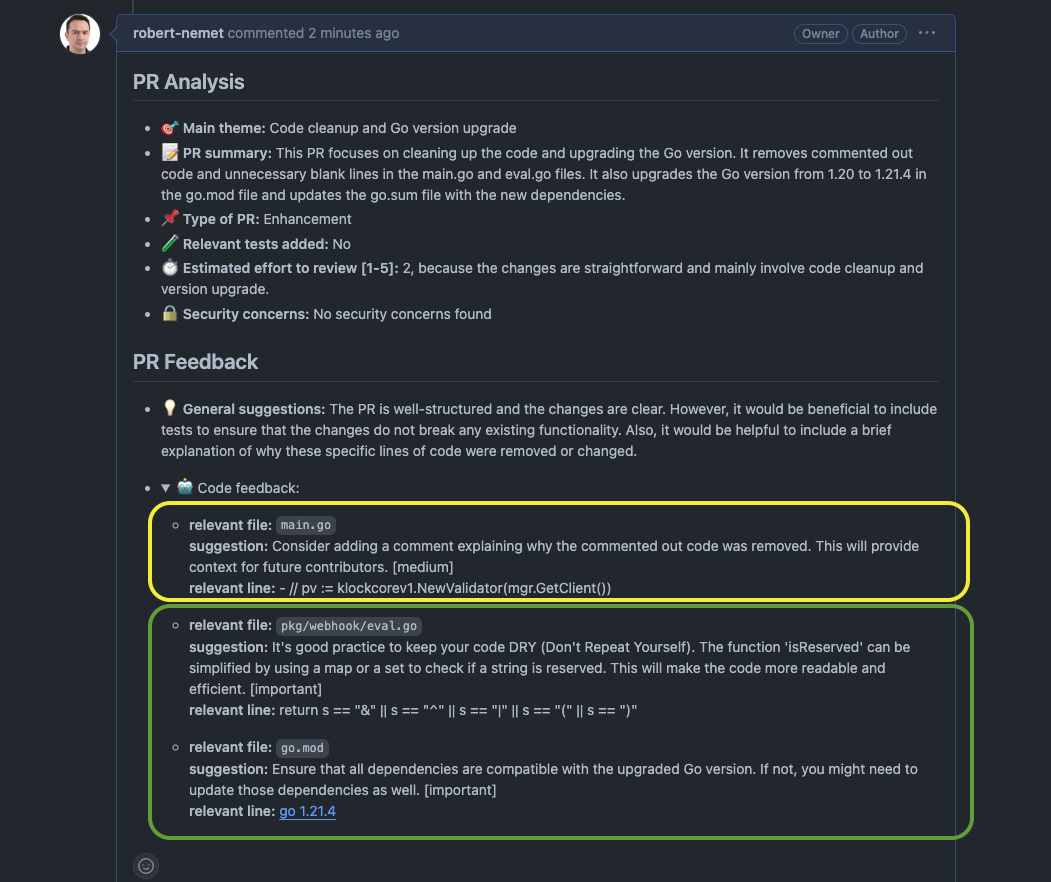 robert-nemet commented 2 minutes ago Owner Author ...
PR Analysis
• 🎯 Main theme: Code cleanup and Go version upgrade
• 📝 PR summary: This PR focuses on cleaning up the code and upgrading the Go version. It removes commented out
code and unnecessary blank lines in the main.go and eval.go files. It also upgrades the Go version from 1.20 to 1.21.4 in
the go.mod file and updates the go.sum file with the new dependencies.
• 📌 Type of PR: Enhancement
• 🧪 Relevant tests added: No
• ⏱️ Estimated effort to review [1-5]: 2, because the changes are straightforward and mainly involve code cleanup and
version upgrade.
• 🔒 Security concerns: No security concerns found
PR Feedback
• 💡 General suggestions: The PR is well-structured and the changes are clear. However, it would be beneficial to include
tests to ensure that the changes do not break any existing functionality. Also, it would be helpful to include a brief
explanation of why these specific lines of code were removed or changed.
• ▼ 🤖 Code feedback:
○ relevant file: main.go
suggestion: Consider adding a comment explaining why the commented out code was removed. This will provide
context for future contributors. [medium]
relevant line: - // pv := klockcorev1.NewValidator(mgr.GetClient())
○ relevant file: pkg/webhook/eval.go
suggestion: It's good practice to keep your code DRY (Don't Repeat Yourself). The function 'isReserved' can be
simplified by using a map or a set to check if a string is reserved. This will make the code more readable and
efficient. [important]
relevant line: return s == "&" || s == "^" || s == "|" || s == "(" || s == ")"
○ relevant file: go.mod
suggestion: Ensure that all dependencies are compatible with the upgraded Go version. If not, you might need to
update those dependencies as well. [important]
relevant line: go 1.21.4